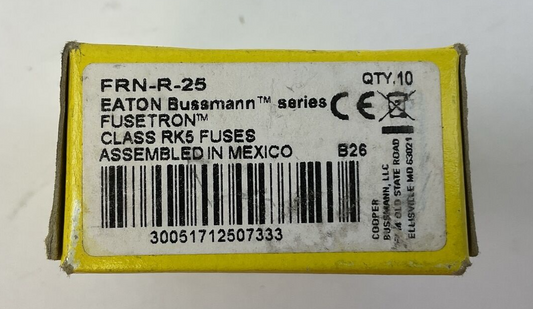 FRN-R-25
QTY.10
EATON Bussmann™ series
FUSETRON™
CLASS RK5 FUSES
ASSEMBLED IN MEXICO
B26
CE
30051712507333
COOPER
BUSSMANN, LLC
OLD STATE ROAD
ELLISVILLE MO 63021